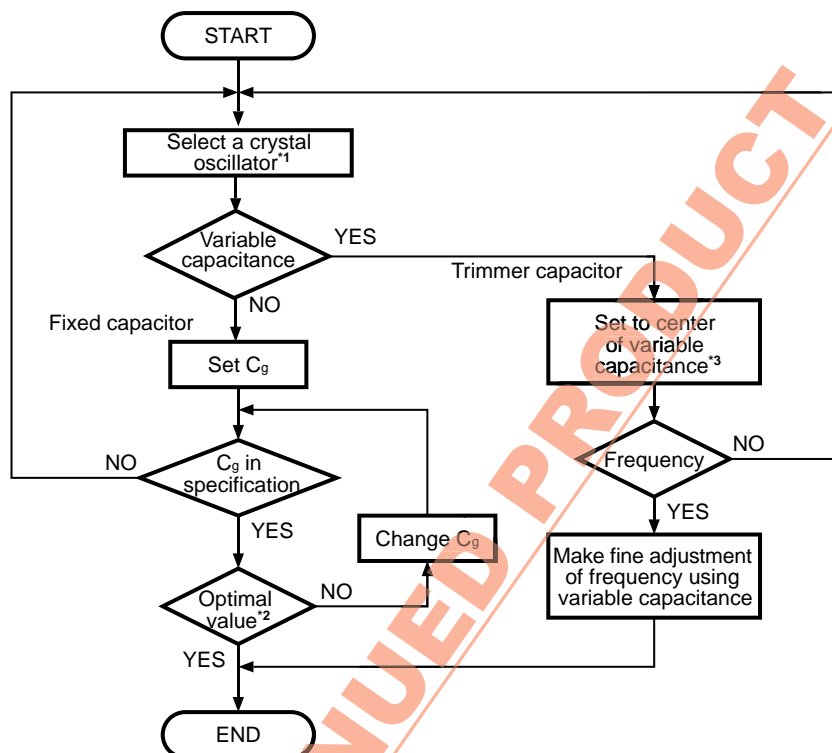 START
Select a crystal
oscillator*1
Variable
capacitance
YES
Trimmer capacitor
NO
Fixed capacitor
Set Cg
Set to center
of variable
capacitance*3
Cg in
specification
NO
YES
Frequency
NO
YES
Change Cg
Optimal
value*2
NO
YES
Make fine adjustment
of frequency using
variable capacitance
END
NUED PRODUCT